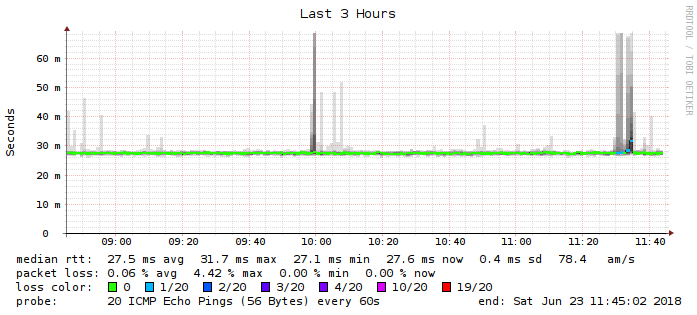 Last 3 Hours
RRDTOOL / TOBI OETIKER
Seconds
60 m
50 m
40 m
30 m
20 m
10 m
0
09:00 09:20 09:40 10:00 10:20 10:40 11:00 11:20 11:40
median rtt: 27.5 ms avg 31.7 ms max 27.1 ms min 27.6 ms now 0.4 ms sd 78.4 am/s
packet loss: 0.06 % avg 4.42 % max 0.00 % min 0.00 % now
loss color: 0 1/20 2/20 3/20 4/20 10/20 19/20
probe: 20 ICMP Echo Pings (56 Bytes) every 60s end: Sat Jun 23 11:45:02 2018